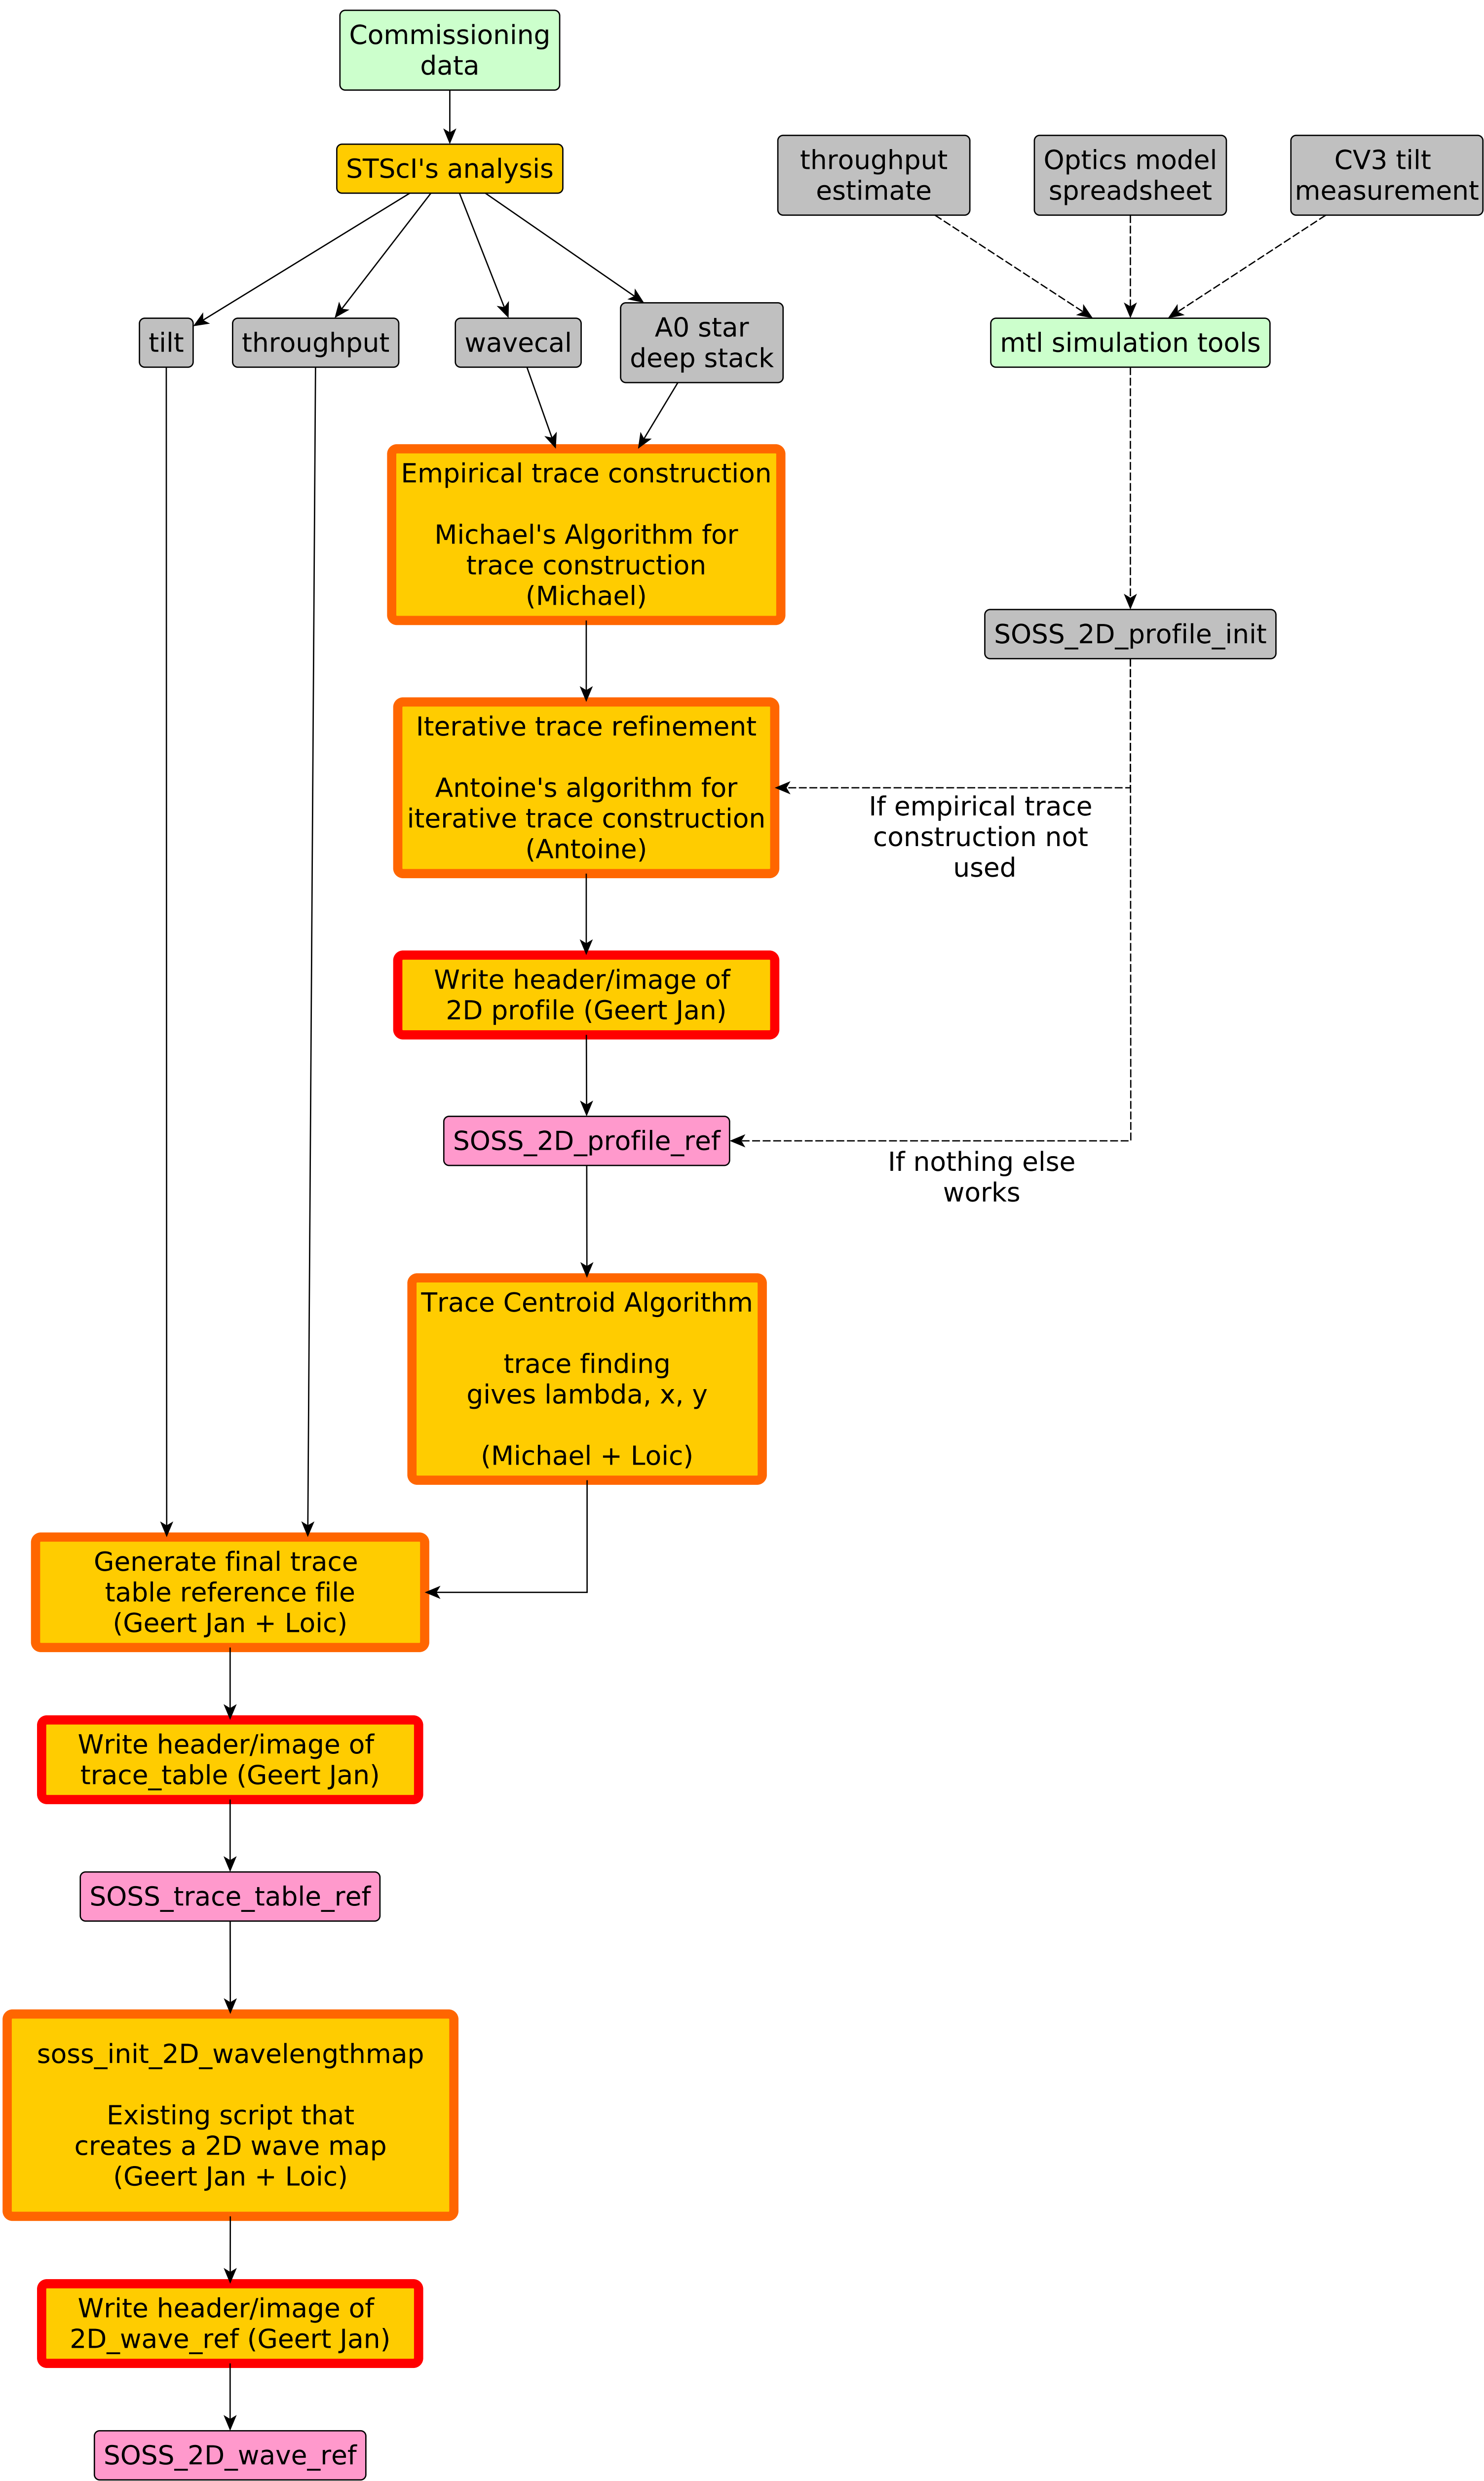 Commissioning
data
STScI's analysis
throughput
estimate
Optics model
spreadsheet
CV3 tilt
measurement
tilt
throughput
wavecal
A0 star
deep stack
mtl simulation tools
Empirical trace construction
Michael's Algorithm for
trace construction
(Michael)
SOSS_2D_profile_init
Iterative trace refinement
Antoine's algorithm for
iterative trace construction
(Antoine)
If empirical trace
construction not
used
Write header/image of
2D profile (Geert Jan)
SOSS_2D_profile_ref
If nothing else
works
Trace Centroid Algorithm
trace finding
gives lambda, x, y
(Michael + Loic)
Generate final trace
table reference file
(Geert Jan + Loic)
Write header/image of
trace_table (Geert Jan)
SOSS_trace_table_ref
soss_init_2D_wavelengthmap
Existing script that
creates a 2D wave map
(Geert Jan + Loic)
Write header/image of
2D_wave_ref (Geert Jan)
SOSS_2D_wave_ref